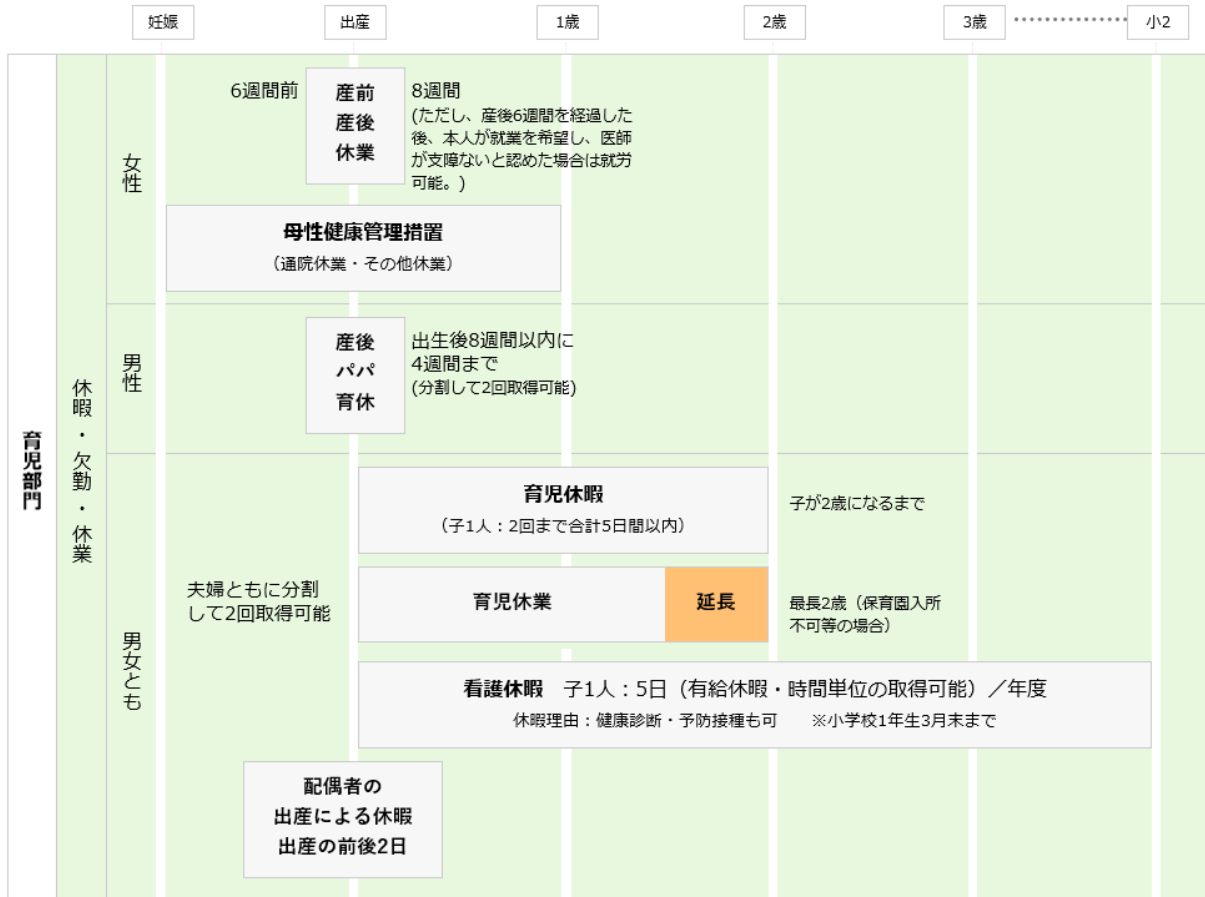 妊娠
出産
1歳
2歳
3歳
小2
育児部門
休暇・欠勤・休業
女性
6週間前
産前
産後
休業
8週間
(ただし、産後6週間を経過した
後、本人が就業を希望し、医師
が支障ないと認めた場合は就労
可能。)
母性健康管理措置
（通院休業・その他休業）
男性
産後
パパ
育休
出生後8週間以内に
4週間まで
(分割して2回取得可能)
男女とも
育児休暇
（子1人：2回まで合計5日間以内）
子が2歳になるまで
夫婦ともに分割
して2回取得可能
育児休業
延長
最長2歳（保育園入所
不可等の場合）
看護休暇　子1人：5日（有給休暇・時間単位の取得可能）／年度
休暇理由：健康診断・予防接種も可　　※小学校1年生3月末まで
配偶者の
出産による休暇
出産の前後2日